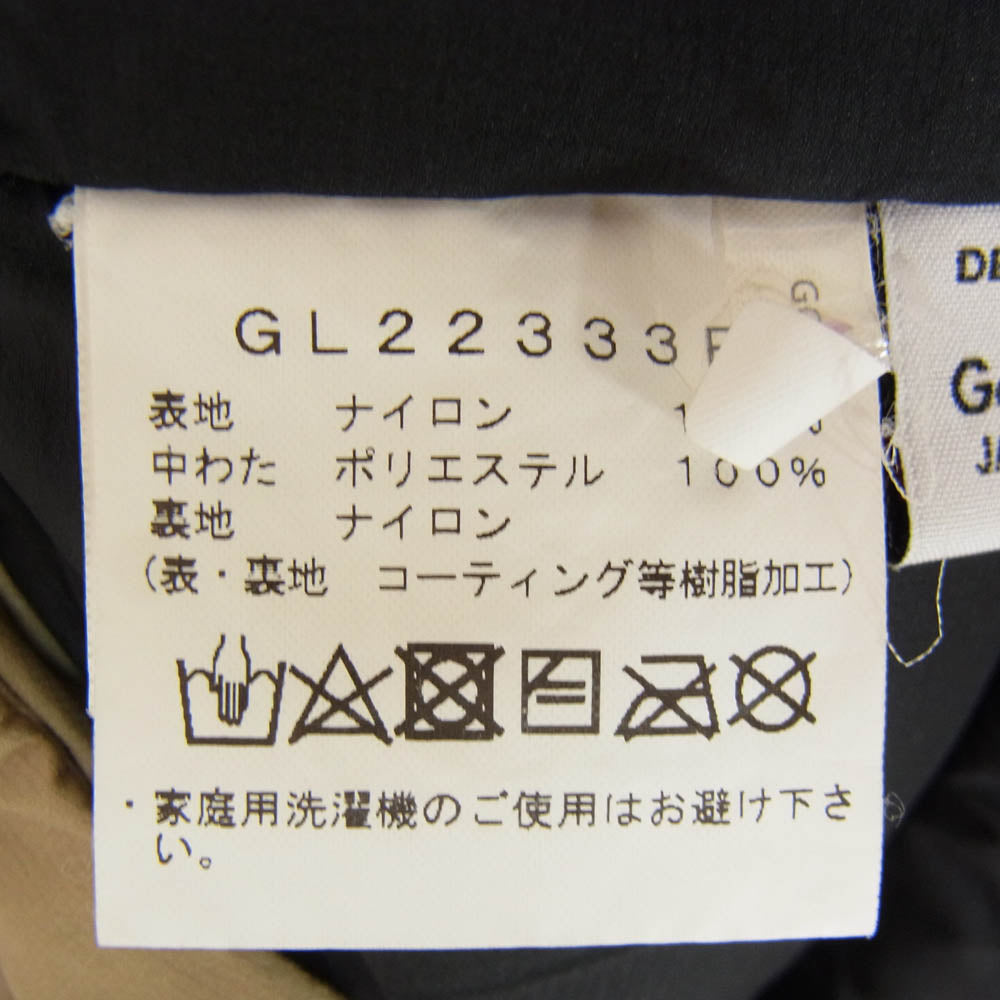 GL22333
表地 ナイロン
中わた ポリエステル 100%
裏地 ナイロン
(表・裏地 コーティング等樹脂加工)
・家庭用洗濯機のご使用はお避け下さ
い。